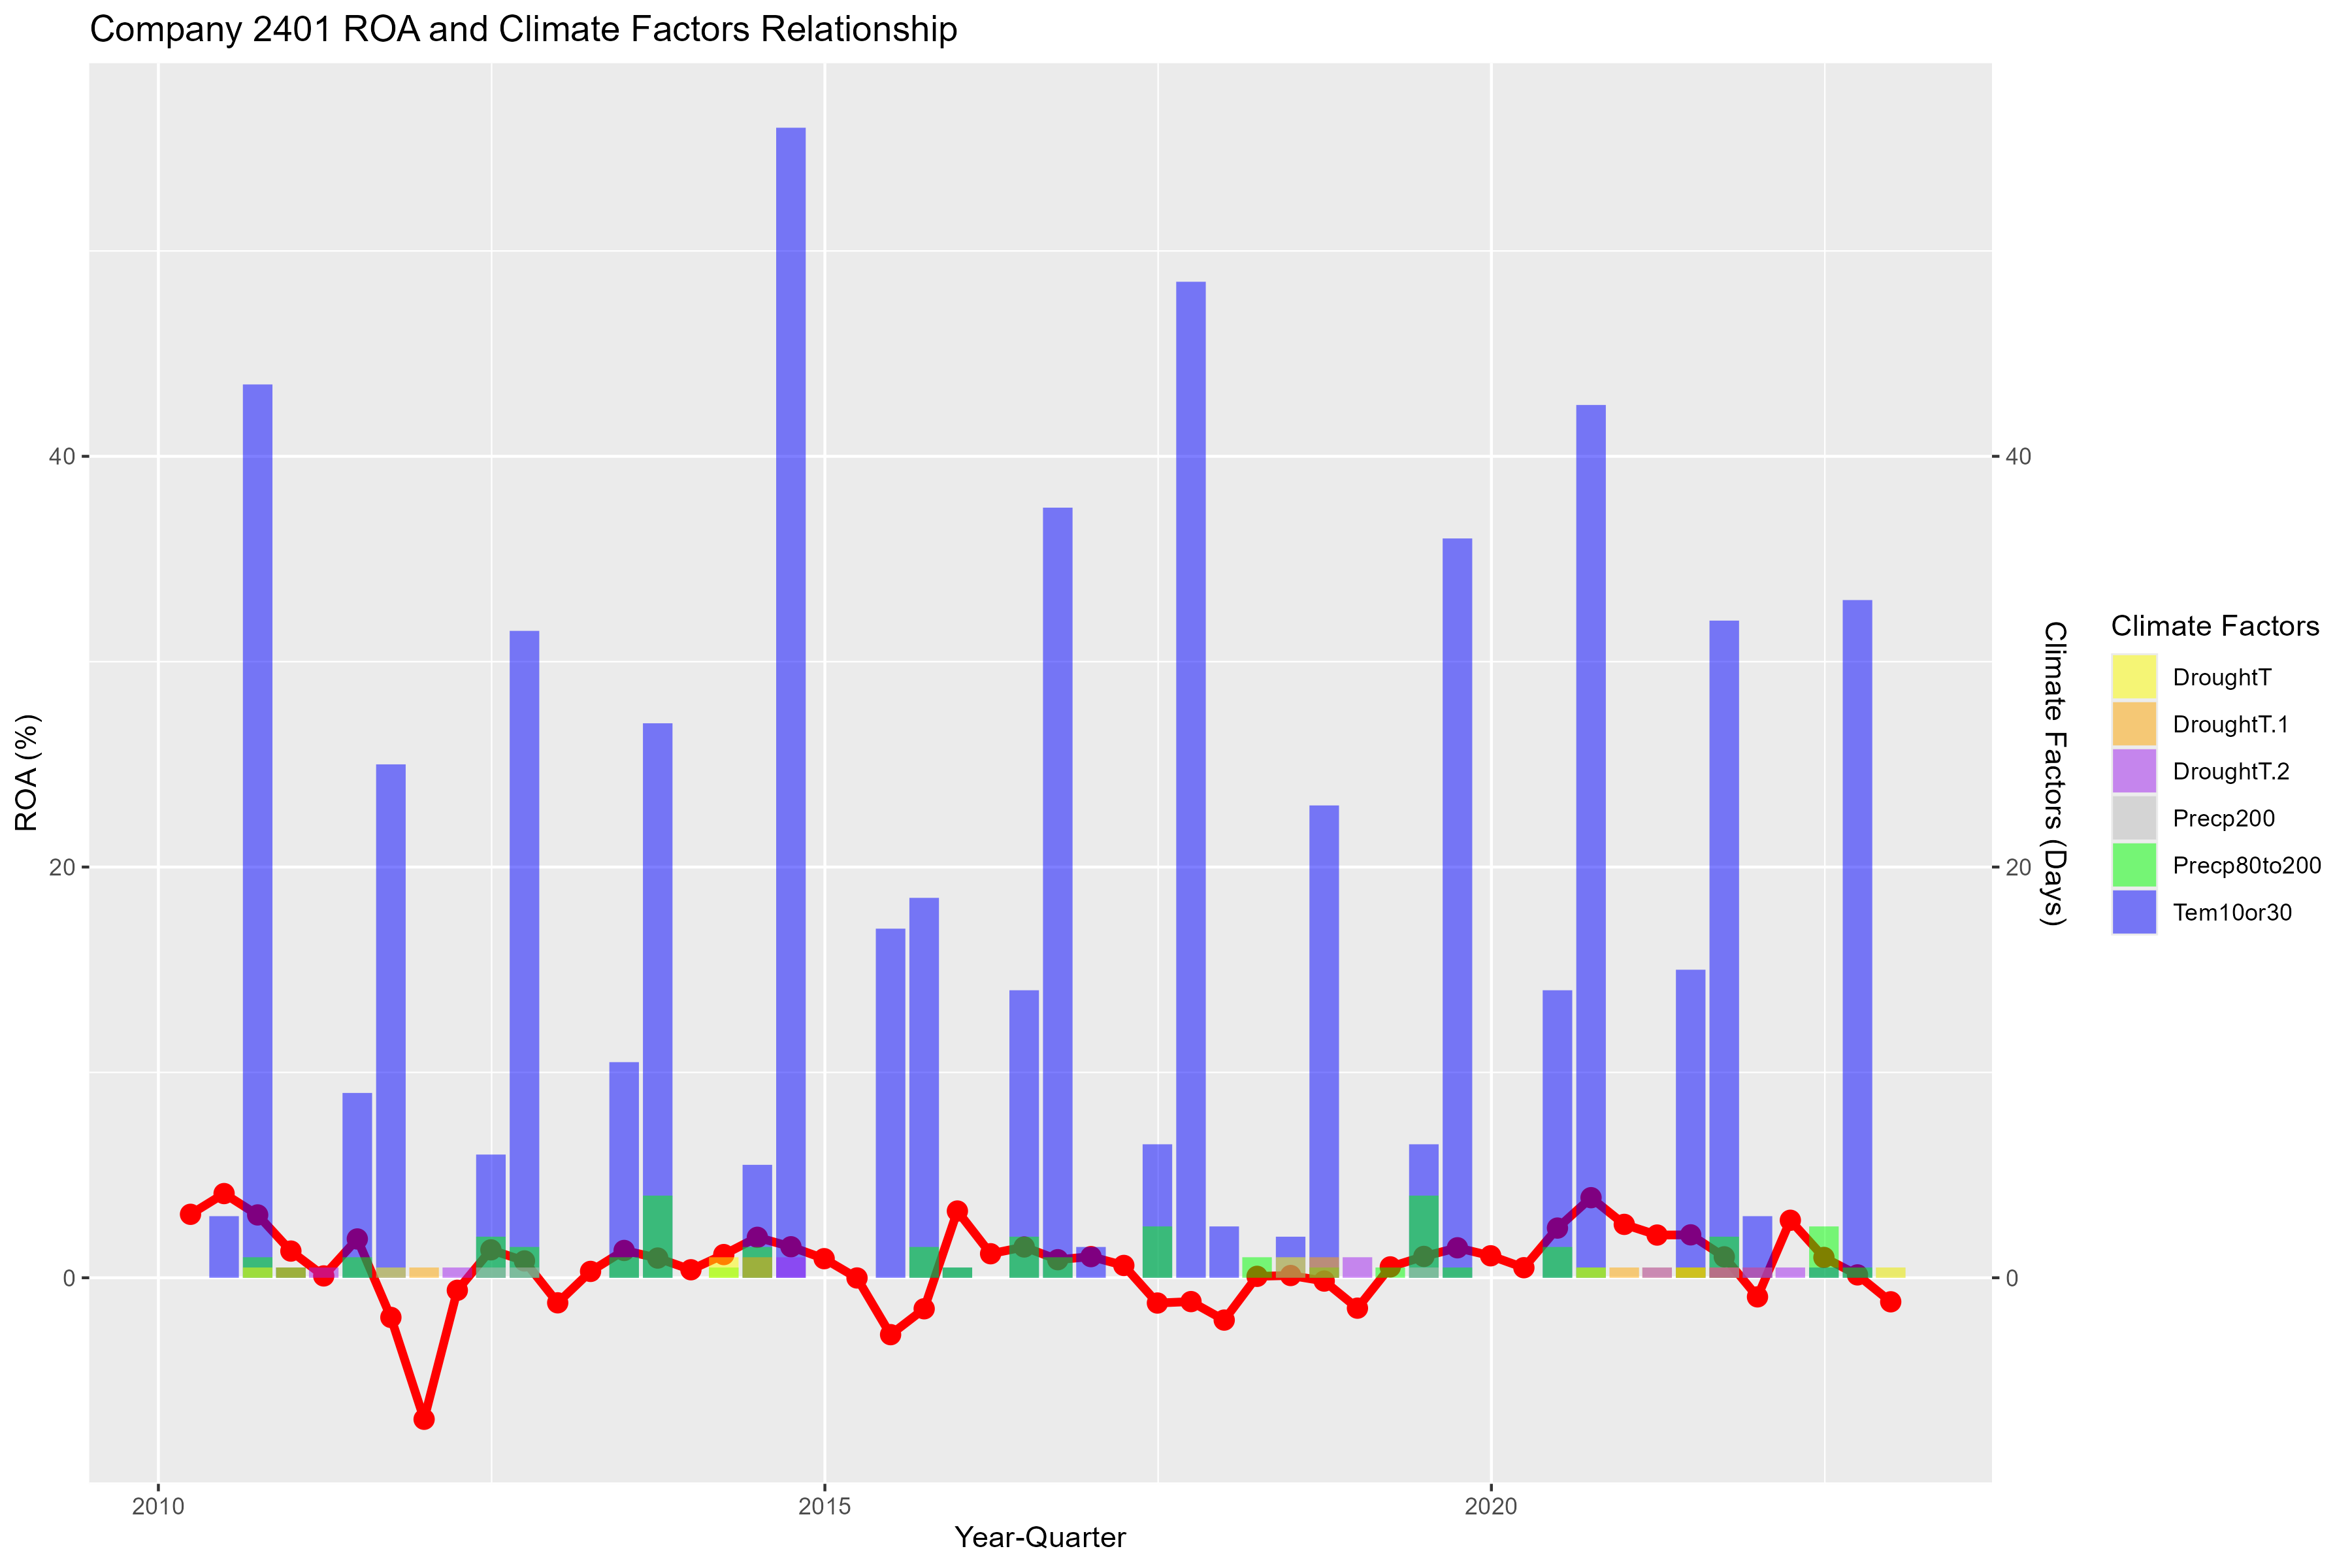 Company 2401 ROA and Climate Factors Relationship
ROA (%)
40
20
0
40
20
0
Climate Factors (Days)
2010
2015
2020
Year-Quarter
Climate Factors
DroughtT
DroughtT.1
DroughtT.2
Precp200
Precp80to200
Tem10or30